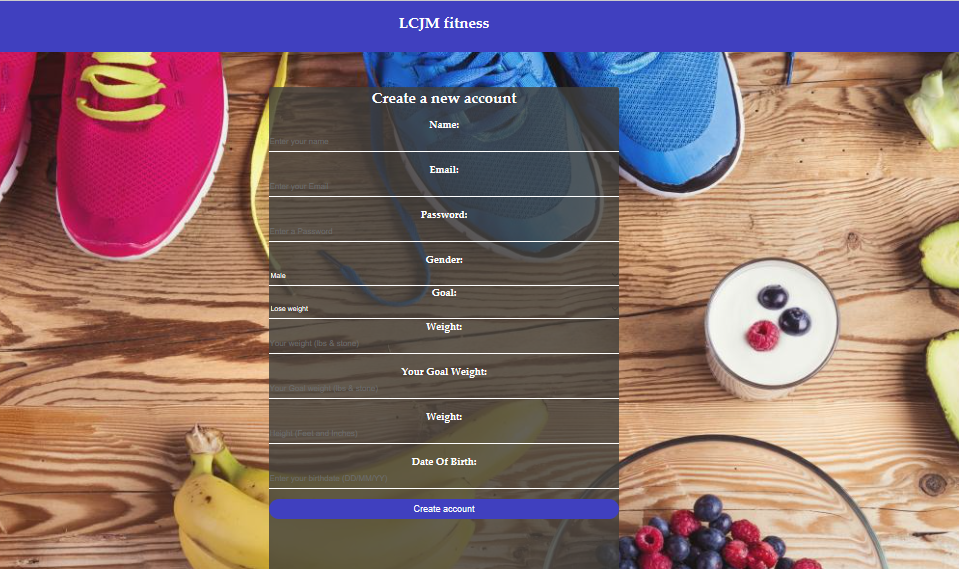 LCJM fitness
Create a new account
Name:
Enter your name
Email:
Enter your Email
Password:
Enter a Password
Gender:
Male
Goal:
Lose weight
Weight:
Your weight (lbs & stone)
Your Goal Weight:
Your Goal weight (lbs & stone)
Weight:
(Feet and Inches)
Date Of Birth:
Enter your birthdate (DD/MM/YY)
Create account